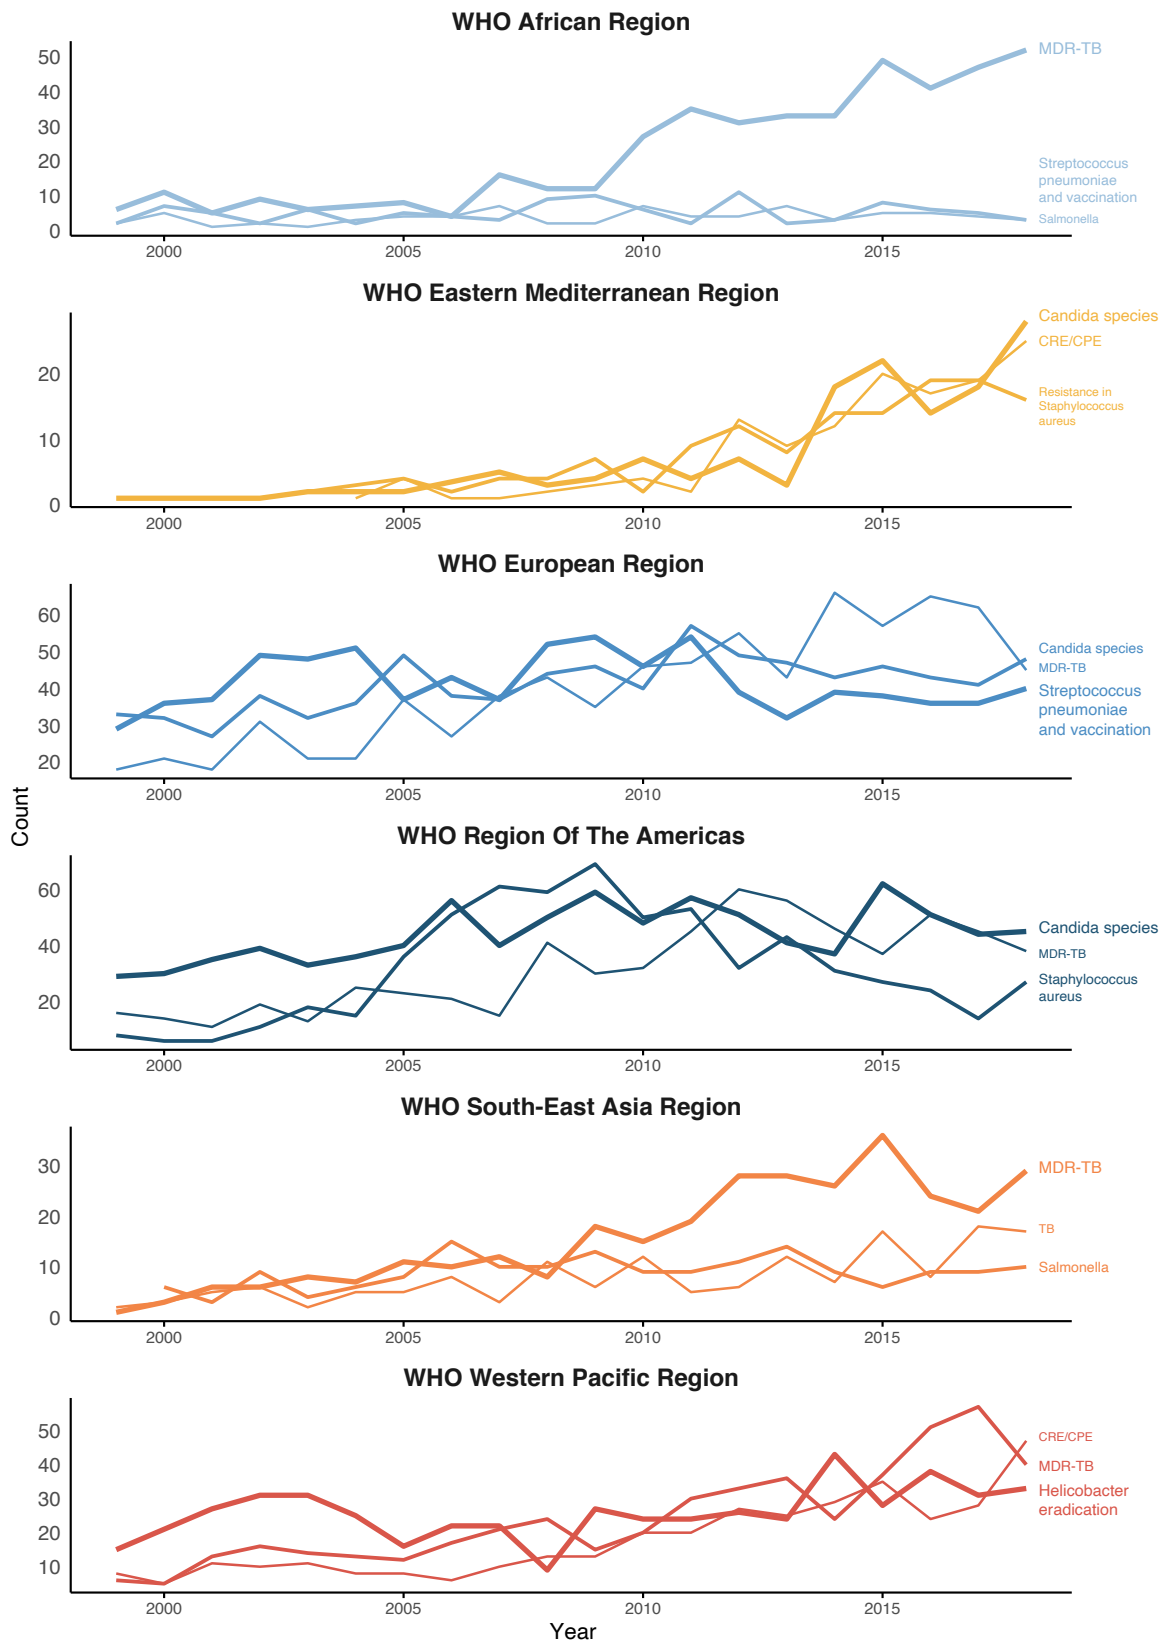 WHO African Region
50
40
30
20
10
0
MDR-TB
Streptococcus
pneumoniae
and vaccination
Salmonella
2000
2005
2010
2015
WHO Eastern Mediterranean Region
20
10
0
Candida species
CRE/CPE
Resistance in
Staphylococcus
aureus
2000
2005
2010
2015
WHO European Region
60
50
40
30
20
Candida species
MDR-TB
Streptococcus
pneumoniae
and vaccination
2000
2005
2010
2015
Count
WHO Region Of The Americas
60
40
20
Candida species
MDR-TB
Staphylococcus
aureus
2000
2005
2010
2015
WHO South-East Asia Region
30
20
10
0
MDR-TB
TB
Salmonella
2000
2005
2010
2015
WHO Western Pacific Region
50
40
30
20
10
CRE/CPE
MDR-TB
Helicobacter
eradication
2000
2005
2010
2015
Year